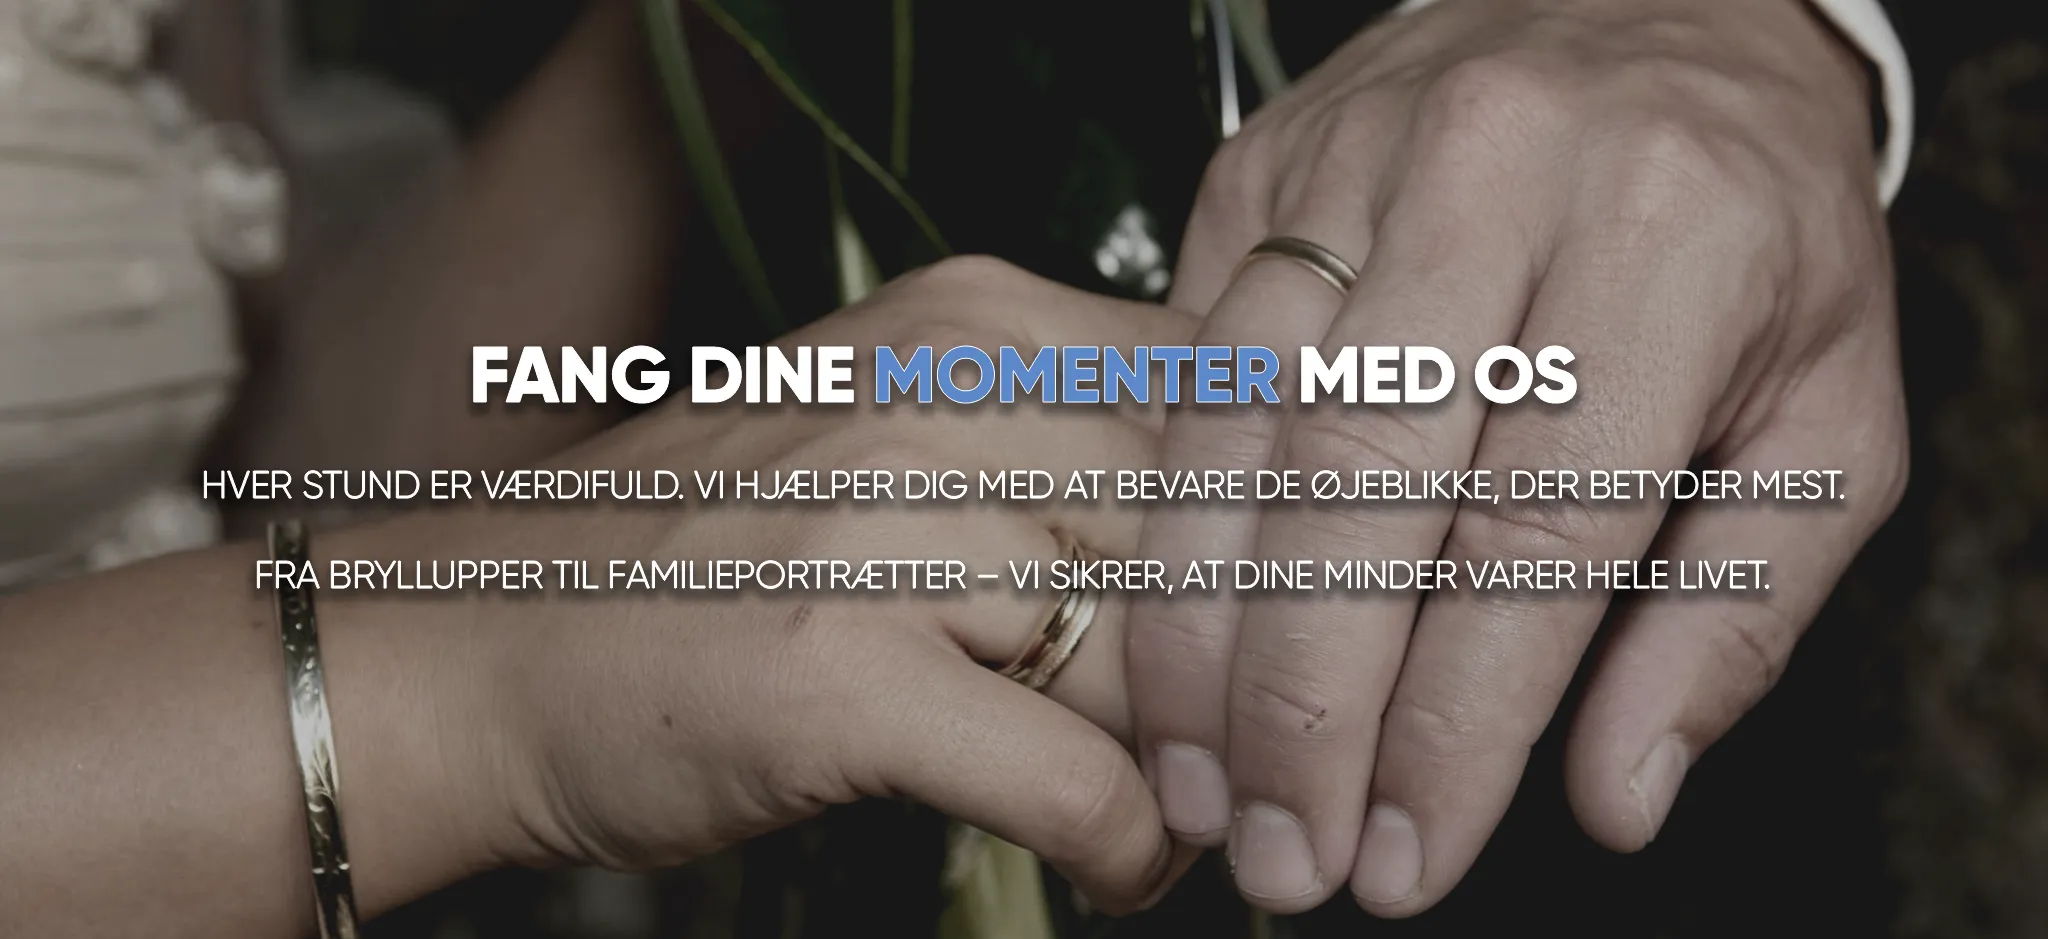 FANG DINE MOMENTER MED OS
HVER STUND ER VÆRDIFULD. VI HJÆLPER DIG MED AT BEVARE DE ØJEBLIKKE, DER BETYDER MEST.
FRA BRYLLUPPER TIL FAMILIEPORTRÆTTER – VI SIKRER, AT DINE MINDER VARER HELE LIVET.